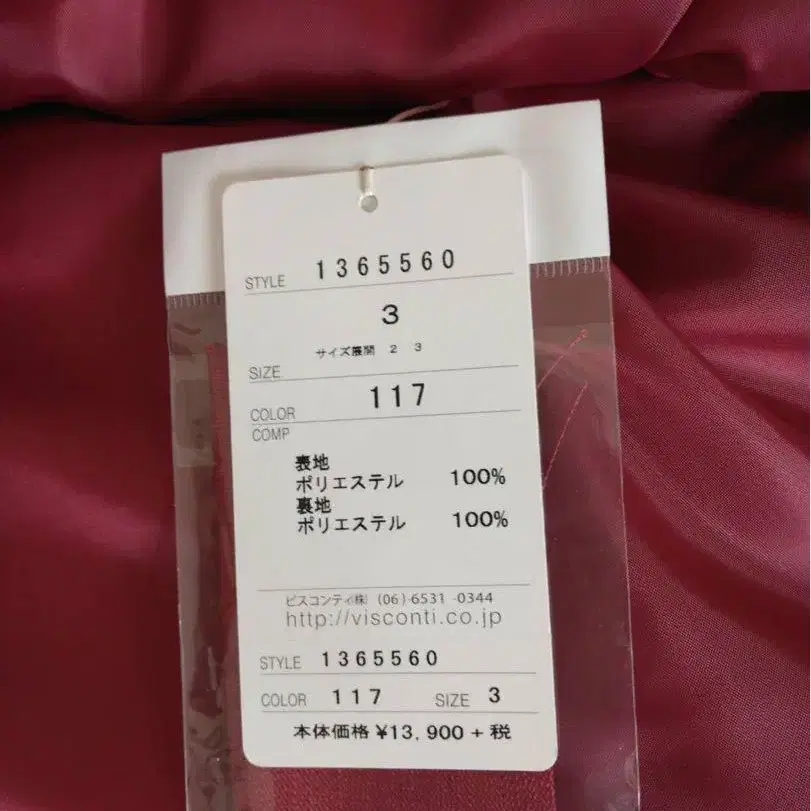 STYLE 1365560
3
サイズ展開 2 3
SIZE
COLOR 117
COMP
表地
ポリエステル 100%
裏地
ポリエステル 100%
ビスコンティ(株) (06)6531-0344
http://visconti.co.jp
STYLE 1365560
COLOR 117 SIZE 3
本体価格 ¥13,900+税